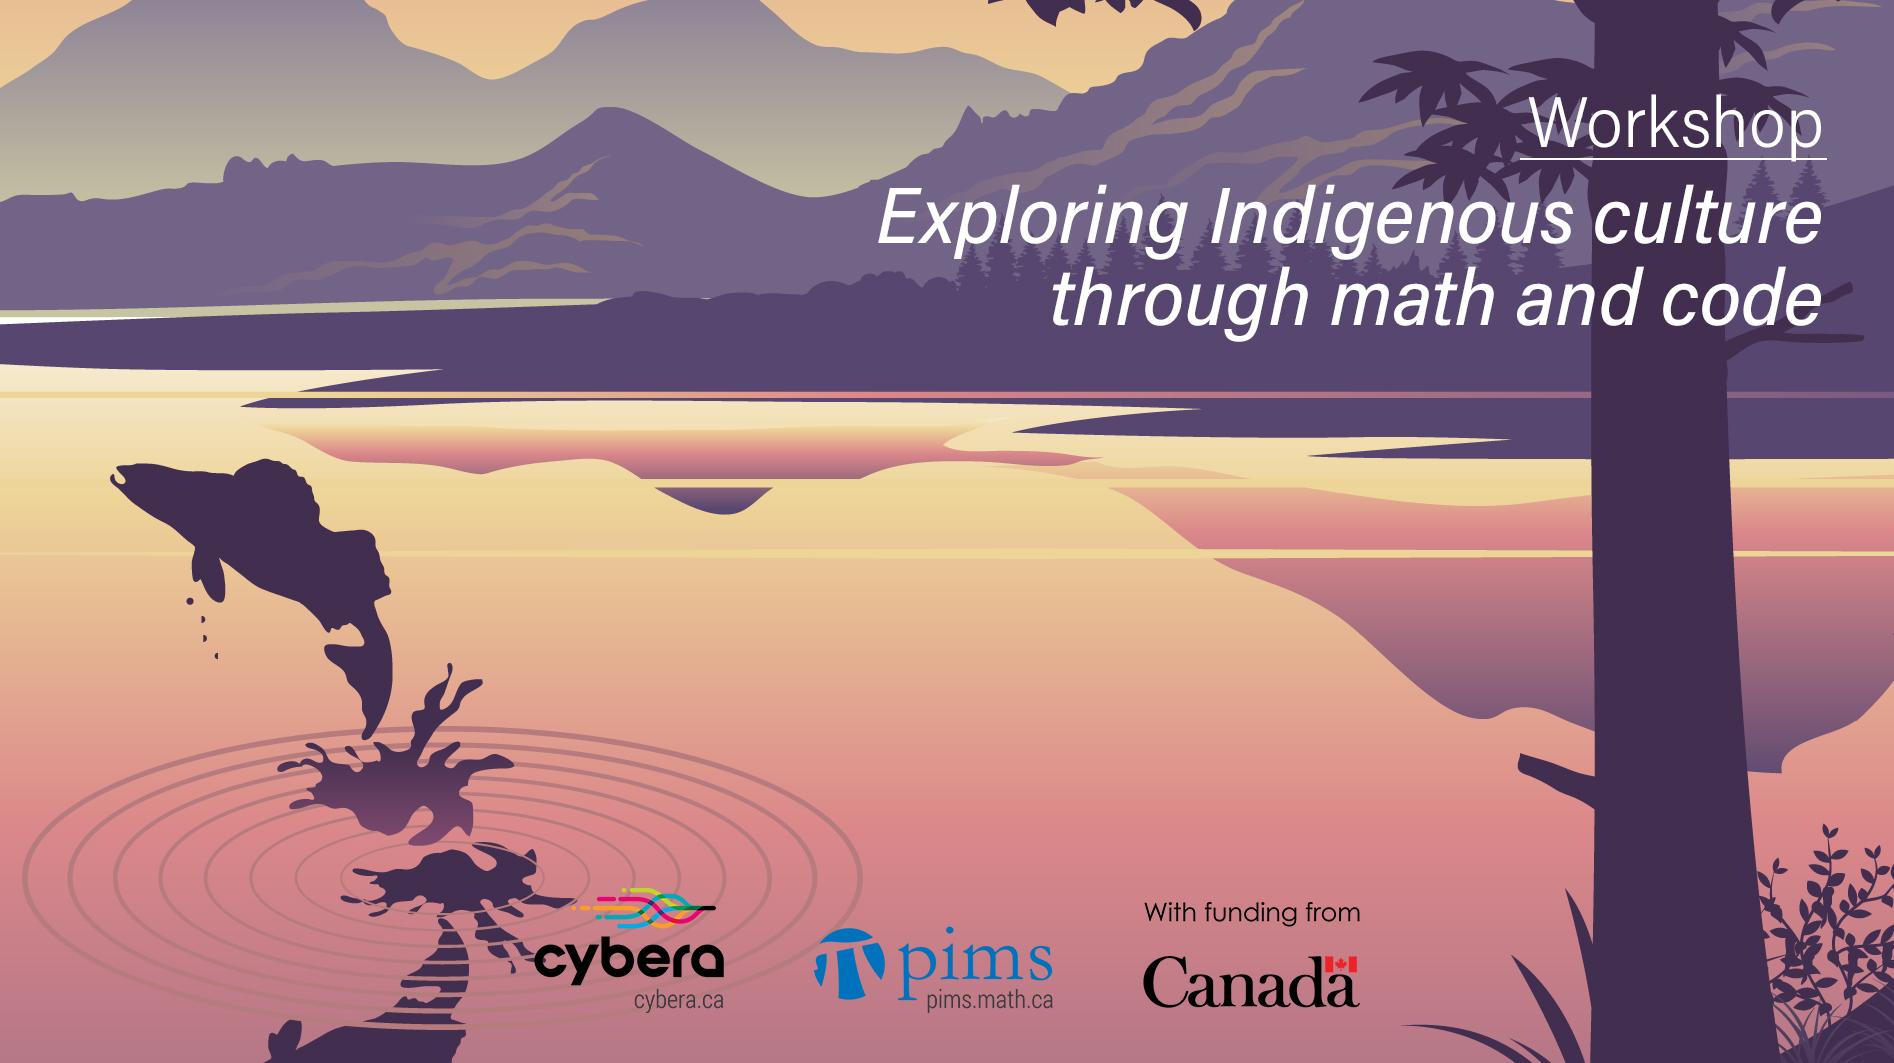 Workshop
Exploring Indigenous culture
through math and code
With funding from
cybera
cybera.ca
pims
pims.math.ca
Canada